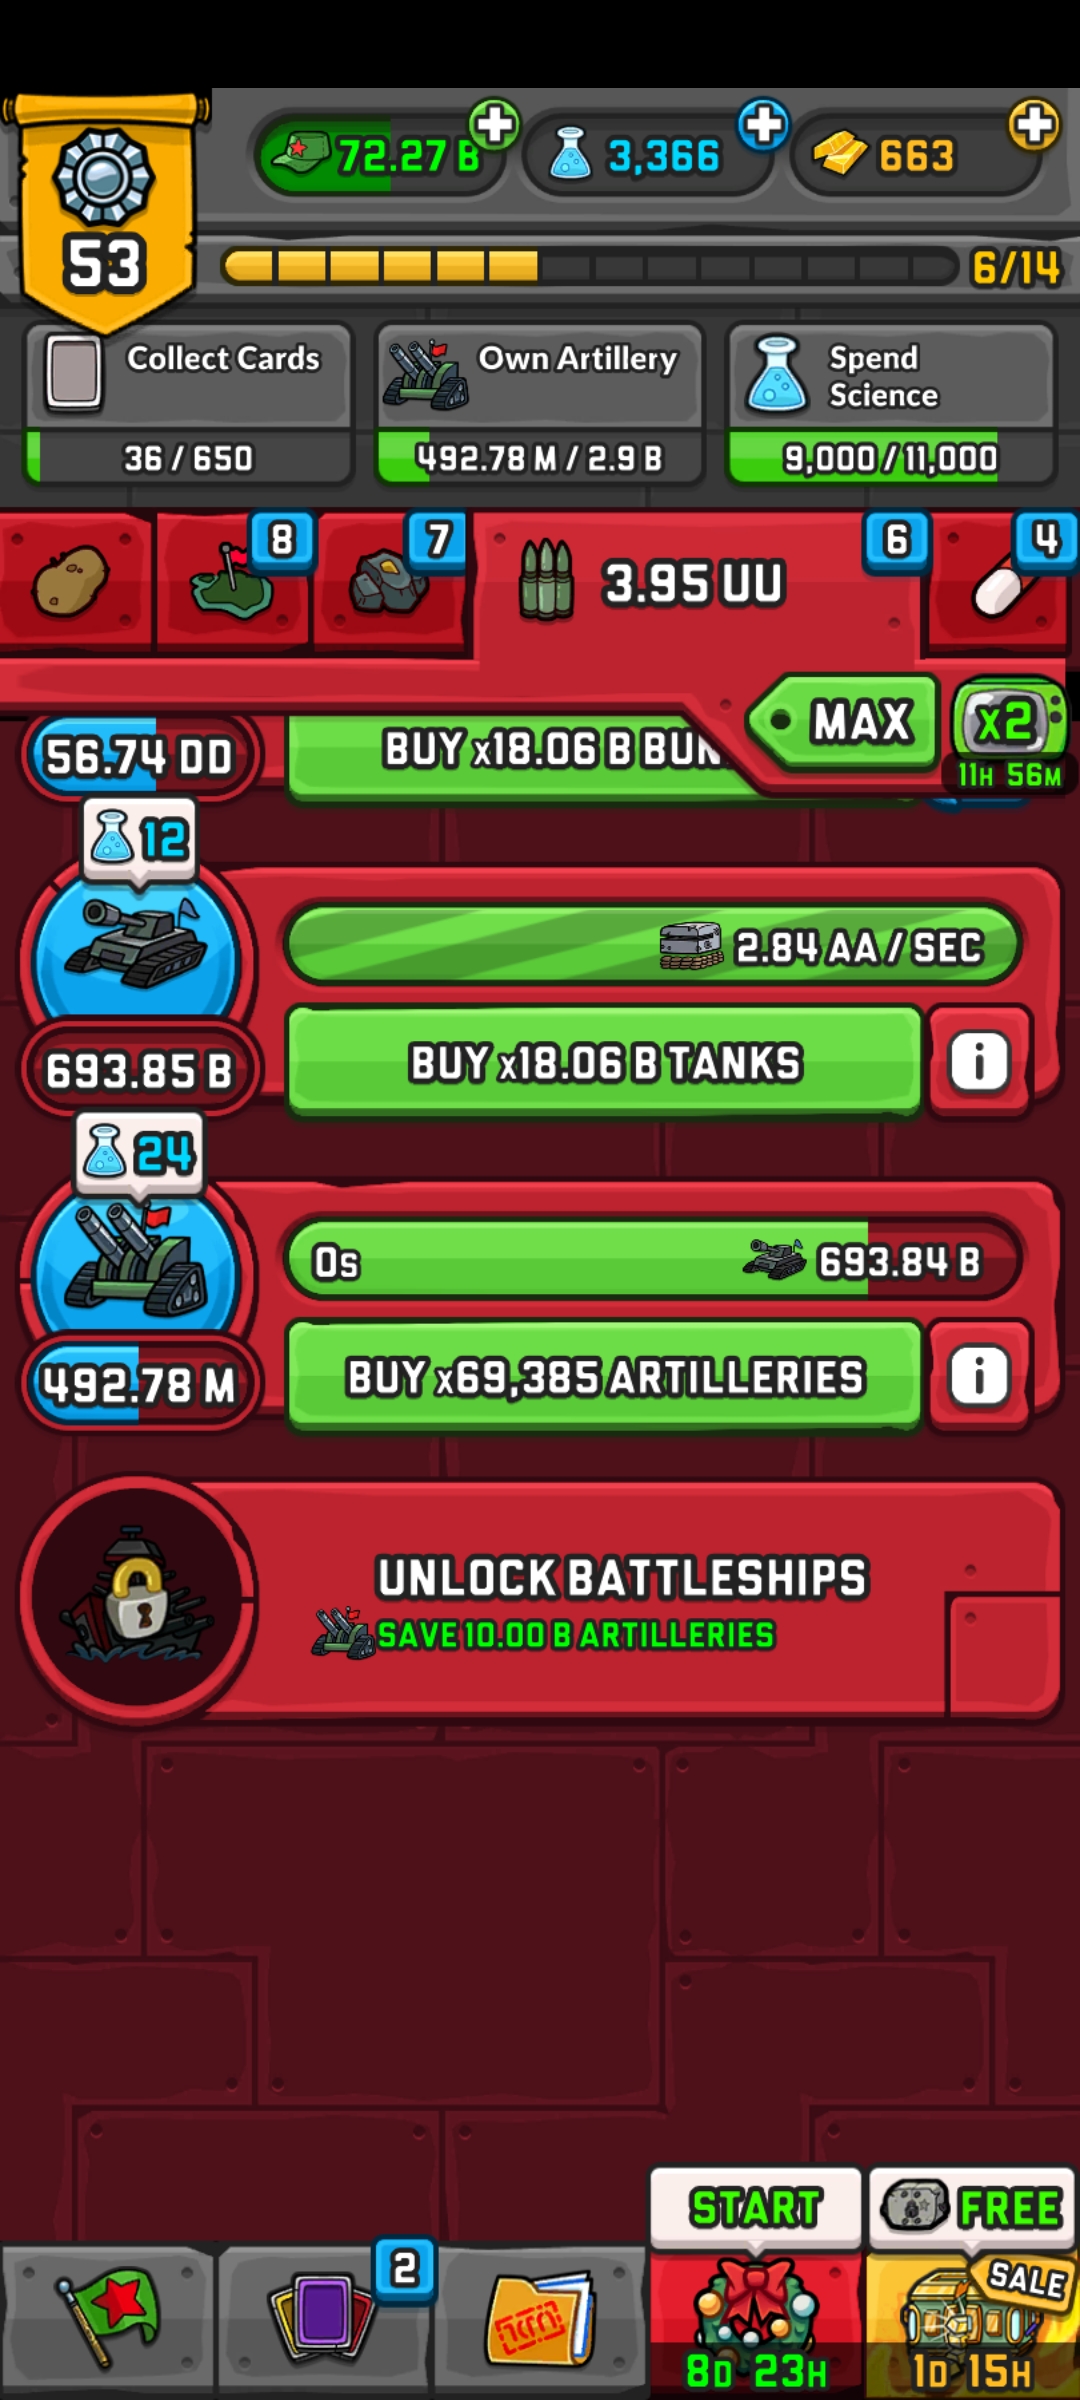 53
72.27 B
3,366
663
6/14
Collect Cards
36 / 650
Own Artillery
492.78 M / 2.9 B
Spend
Science
9,000 / 11,000
8
7
3.95 UU
6
4
MAX
x2
11H 56M
56.74 DD
BUY x18.06 B BUN
12
2.84 AA / SEC
693.85 B
BUY x18.06 B TANKS
i
24
0s
693.84 B
492.78 M
BUY x69,385 ARTILLERIES
i
UNLOCK BATTLESHIPS
SAVE 10.00 B ARTILLERIES
START
FREE
2
SALE
8D 23H
1D 15H